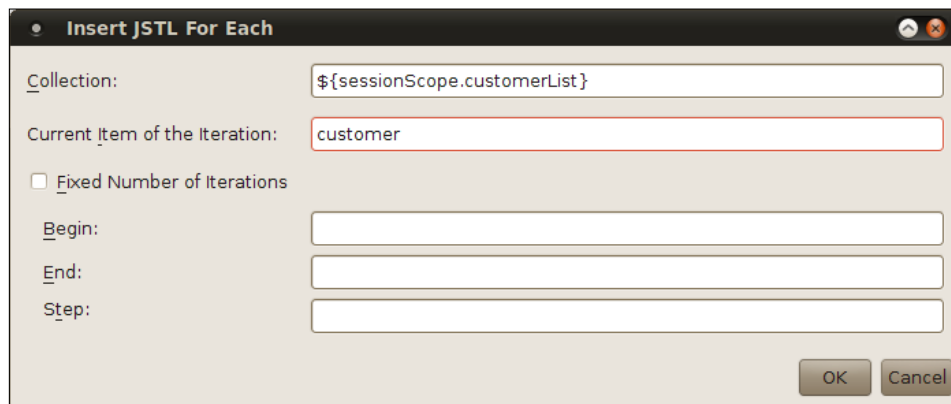 Insert JSTL For Each
Collection: ${sessionScope.customerList}
Current Item of the Iteration: customer
Fixed Number of Iterations
Begin:
End:
Step:
OK Cancel